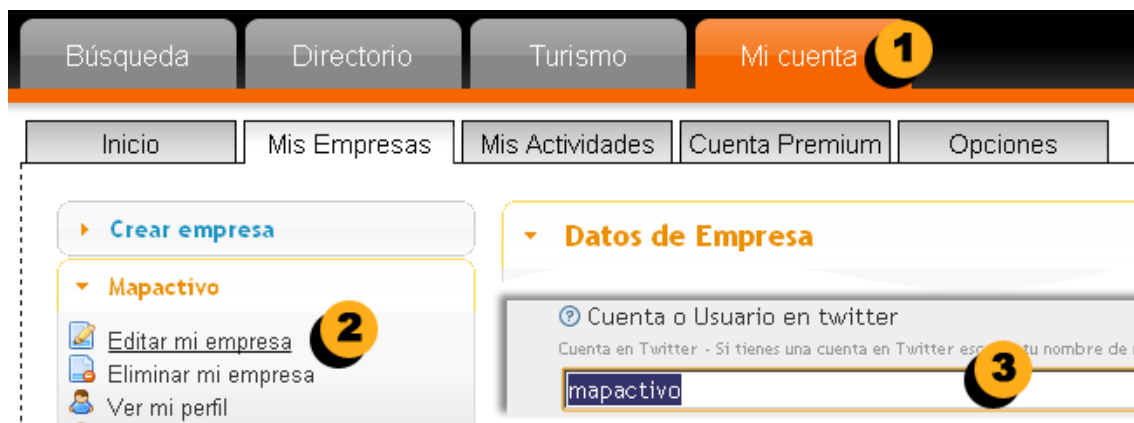 Búsqueda Directorio Turismo Mi cuenta 1
Inicio Mis Empresas Mis Actividades Cuenta Premium Opciones
Crear empresa
Datos de Empresa
Mapactivo
Editar mi empresa 2
Eliminar mi empresa
Ver mi perfil
Cuenta o Usuario en twitter
Cuenta en Twitter - Si tienes una cuenta en Twitter tu nombre de
mapactivo 3